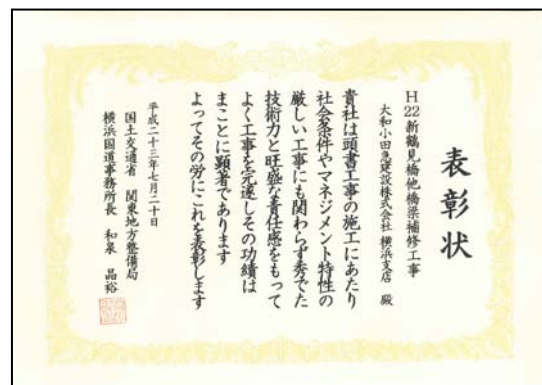 表彰状
H22新鶴見橋他橋梁補修工事
大和小田急建設株式会社 横浜支店 殿
貴社は頭書工事の施工にあたり
社会条件やマネジメント特性の
厳しい工事にも関わらず秀でた
技術力と旺盛な責任感をもって
よく工事を完遂しその功績は
まことに顕著であります
よってその労にこれを表彰します
平成二十三年七月二十日
国土交通省 関東地方整備局
横浜国道事務所長 和泉 晶裕